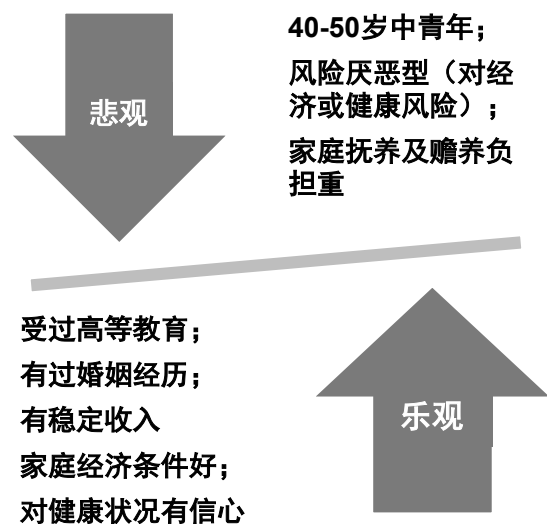 悲观
40-50岁中青年；
风险厌恶型（对经
济或健康风险）；
家庭抚养及赡养负
担重
受过高等教育；
有过婚姻经历；
有稳定收入
家庭经济条件好；
对健康状况有信心
乐观